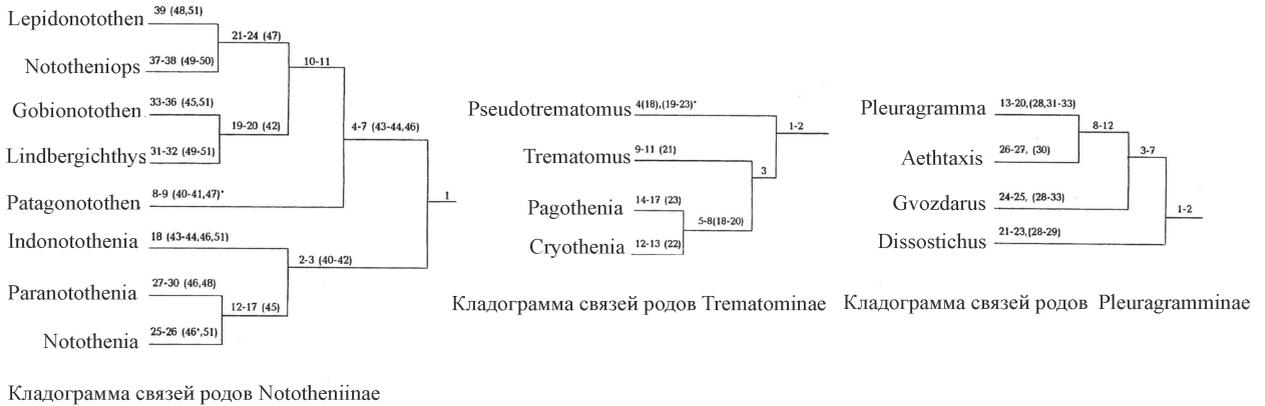 Lepidonotothen 39 (48,51)
21-24 (47)
Nototheniops 37-38 (49-50)
10-11
Gobionotothen 33-36 (45,51)
19-20 (42)
Lindbergichthys 31-32 (49-51)
4-7 (43-44,46)
Patagonotothen 8-9 (40-41,47)*
1
Indonotothenia 18 (43-44,46,51)
2-3 (40-42)
Paranotothenia 27-30 (46,48)
12-17 (45)
Notothenia 25-26 (46*,51)
Кладограмма связей родов Nototheniinae
Pseudotrematomus 4(18),(19-23)*
1-2
Trematomus 9-11 (21)
3
Pagothenia 14-17 (23)
5-8(18-20)
Cryothenia 12-13 (22)
Кладограмма связей родов Trematominae
Pleuragramma 13-20,(28,31-33)
8-12
Aethtaxis 26-27, (30)
3-7
Gvozdarus 24-25, (28-33)
1-2
Dissostichus 21-23,(28-29)
Кладограмма связей родов Pleuragramminae